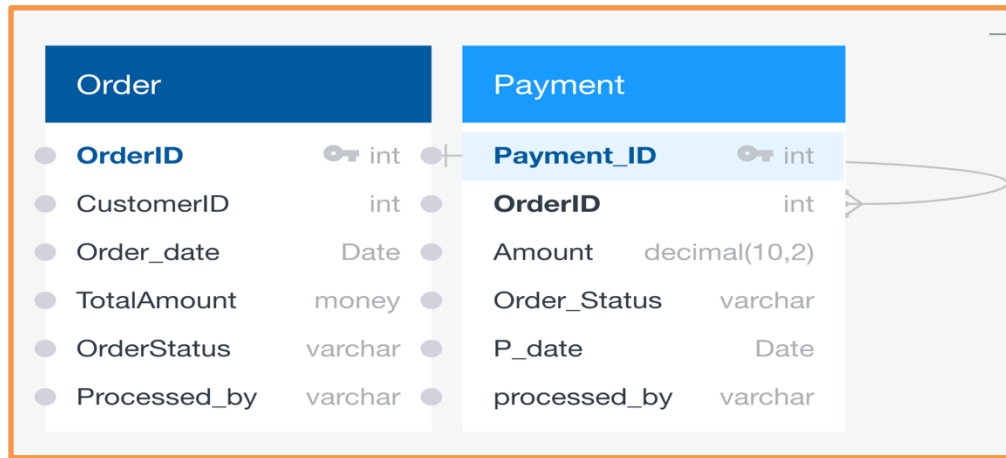 Order
OrderID int
CustomerID int
Order_date Date
TotalAmount money
OrderStatus varchar
Processed_by varchar
Payment
Payment_ID int
OrderID int
Amount decimal(10,2)
Order_Status varchar
P_date Date
processed_by varchar